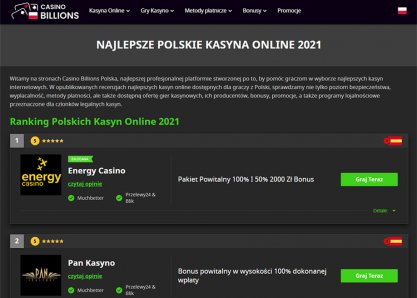 CASINO BILLIONS
Kasyna Online
Gry Kasyno
Metody płatnicze
Bonusy
Promocje
NAJLEPSZE POLSKIE KASYNA ONLINE 2021
Witamy na stronach Casino Billions Polska, najlepszej profesjonalnej platformie stworzonej po to, by pomóc graczom w wyborze najlepszych kasyn
internetowych. W opublikowanych recenzjach najlepszych kasyn online dostępnych dla graczy z Polski, sprawdzamy nie tylko poziom bezpieczeństwa,
wypłacalność, metody płatności, ale także dostępną ofertę gier kasynowych, ich producentów, bonusy, promocje, a także programy lojalnościowe
przeznaczone dla członków legalnych kasyn.
Ranking Polskich Kasyn Online 2021
1
5
energy
casino
Energy Casino
czytaj opinie
Muchbetter
Przelewy24 &
Blik
Pakiet Powitalny 100% I 50% 2000 Zł Bonus
Graj Teraz
Detale
2
5
PAN
Pan Kasyno
czytaj opinie
Muchbetter
Przelewy24 &
Blik
Bonus powitalny w wysokości 100% dokonanej
wpłaty
Graj Teraz